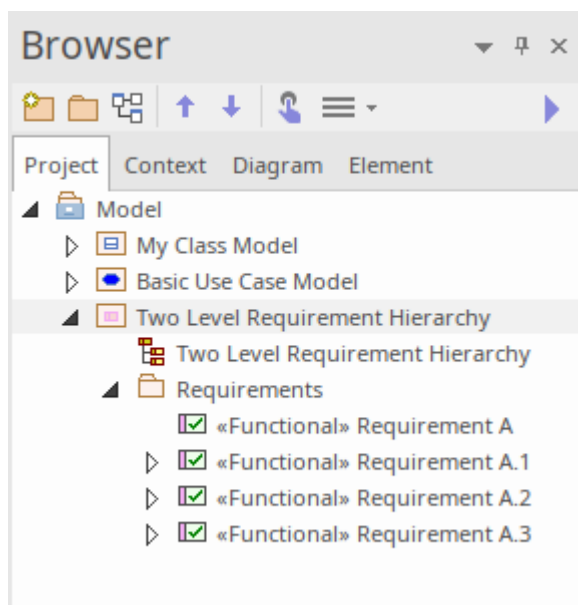 Browser
Project Context Diagram Element
Model
My Class Model
Basic Use Case Model
Two Level Requirement Hierarchy
Two Level Requirement Hierarchy
Requirements
«Functional» Requirement A
«Functional» Requirement A.1
«Functional» Requirement A.2
«Functional» Requirement A.3